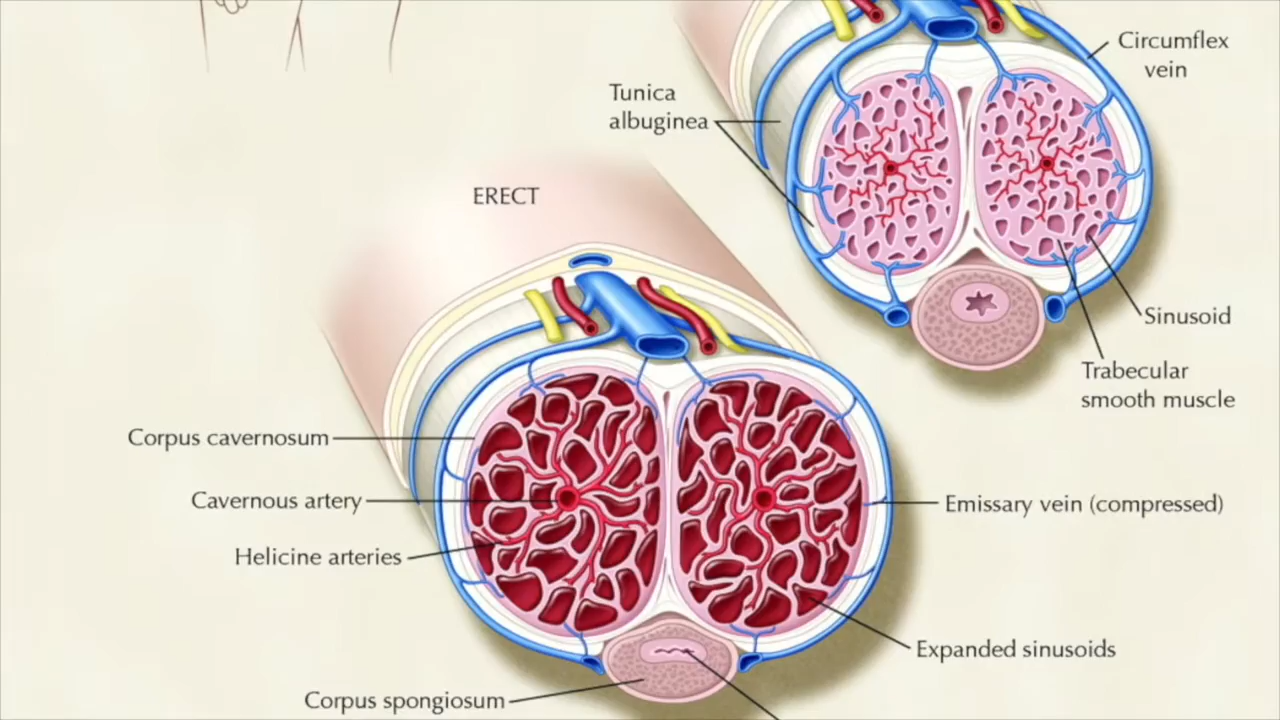 Circumflex
vein
Tunica
albuginea
ERECT
Sinusoid
Trabecular
smooth muscle
Corpus cavernosum
Cavernous artery
Emissary vein (compressed)
Helicine arteries
Expanded sinusoids
Corpus spongiosum